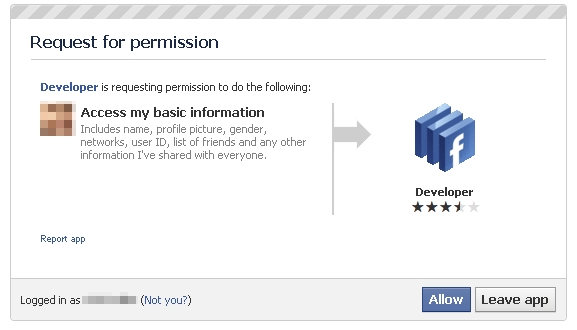 Request for permission
Developer is requesting permission to do the following:
Access my basic information
Includes name, profile picture, gender,
networks, user ID, list of friends and any other
information I've shared with everyone.
f
Developer
Report app
Logged in as (Not you?)
Allow
Leave app